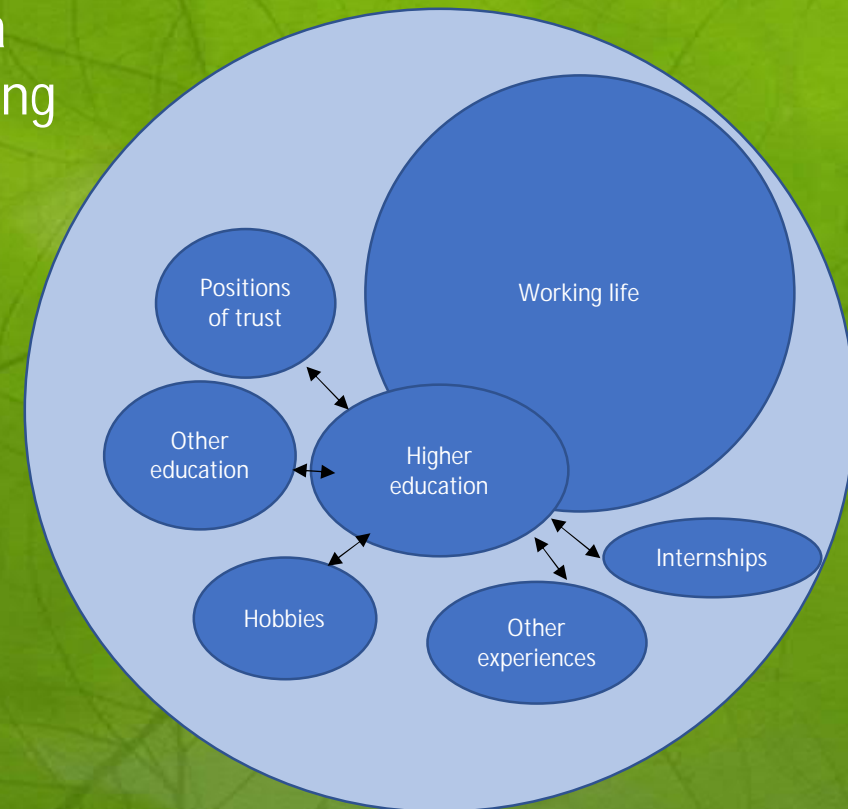 ng
Positions
of trust
Working life
Other
education
Higher
education
Internships
Hobbies
Other
experiences